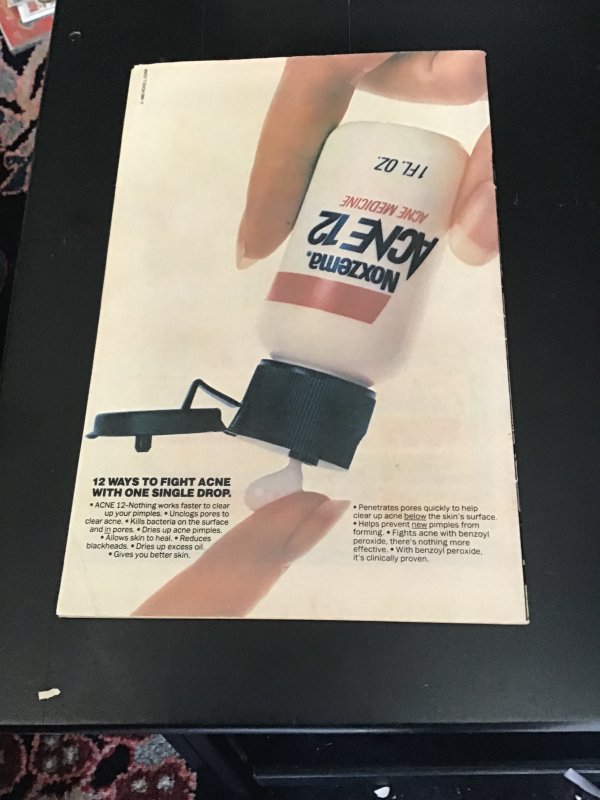 1 FL. OZ.
ACNE MEDICINE
ACNE 12
Noxzema®
12 WAYS TO FIGHT ACNE
WITH ONE SINGLE DROP.
• ACNE 12-Nothing works faster to clear
up your pimples. • Unclogs pores to
clear acne. • Kills bacteria on the surface
and in pores. • Dries up acne pimples.
• Allows skin to heal. • Reduces
blackheads. • Dries up excess oil.
• Gives you better skin.
• Penetrates pores quickly to help
clear up acne below the skin's surface.
• Helps prevent new pimples from
forming. • Fights acne with benzoyl
peroxide, there's nothing more
effective. • With benzoyl peroxide,
it's clinically proven.